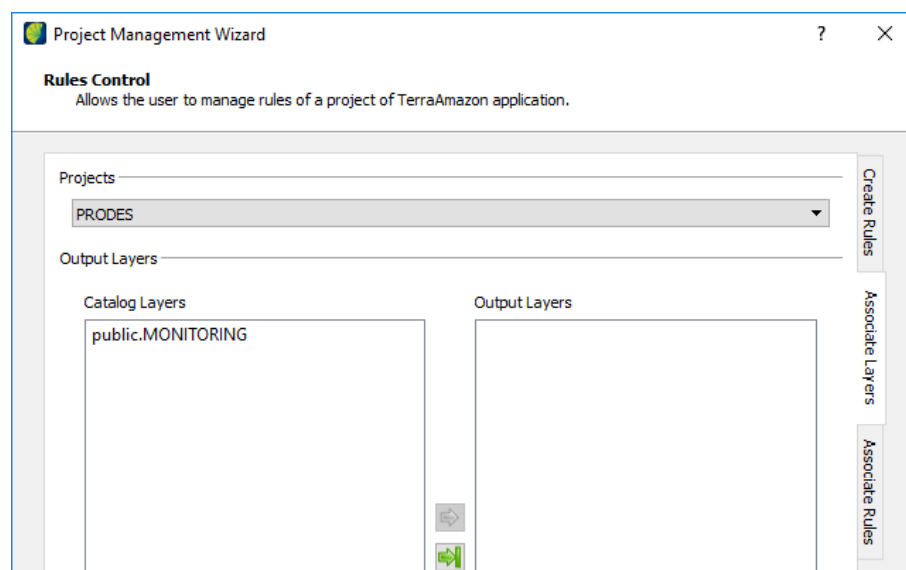 Project Management Wizard
?
Rules Control
Allows the user to manage rules of a project of TerraAmazon application.
Projects
PRODES
Output Layers
Catalog Layers
Output Layers
public.MONITORING
Create Rules
Associate Layers
Associate Rules